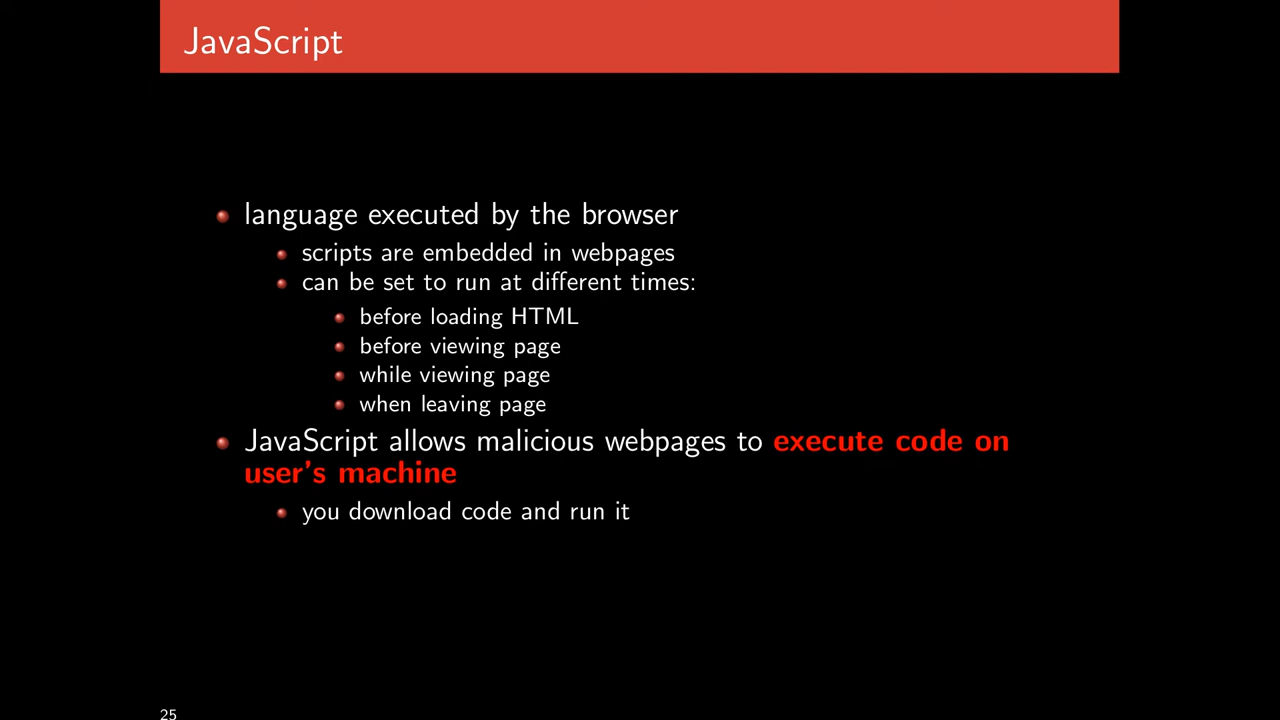 JavaScript
language executed by the browser
scripts are embedded in webpages
can be set to run at different times:
before loading HTML
before viewing page
while viewing page
when leaving page
JavaScript allows malicious webpages to execute code on
user's machine
you download code and run it
25